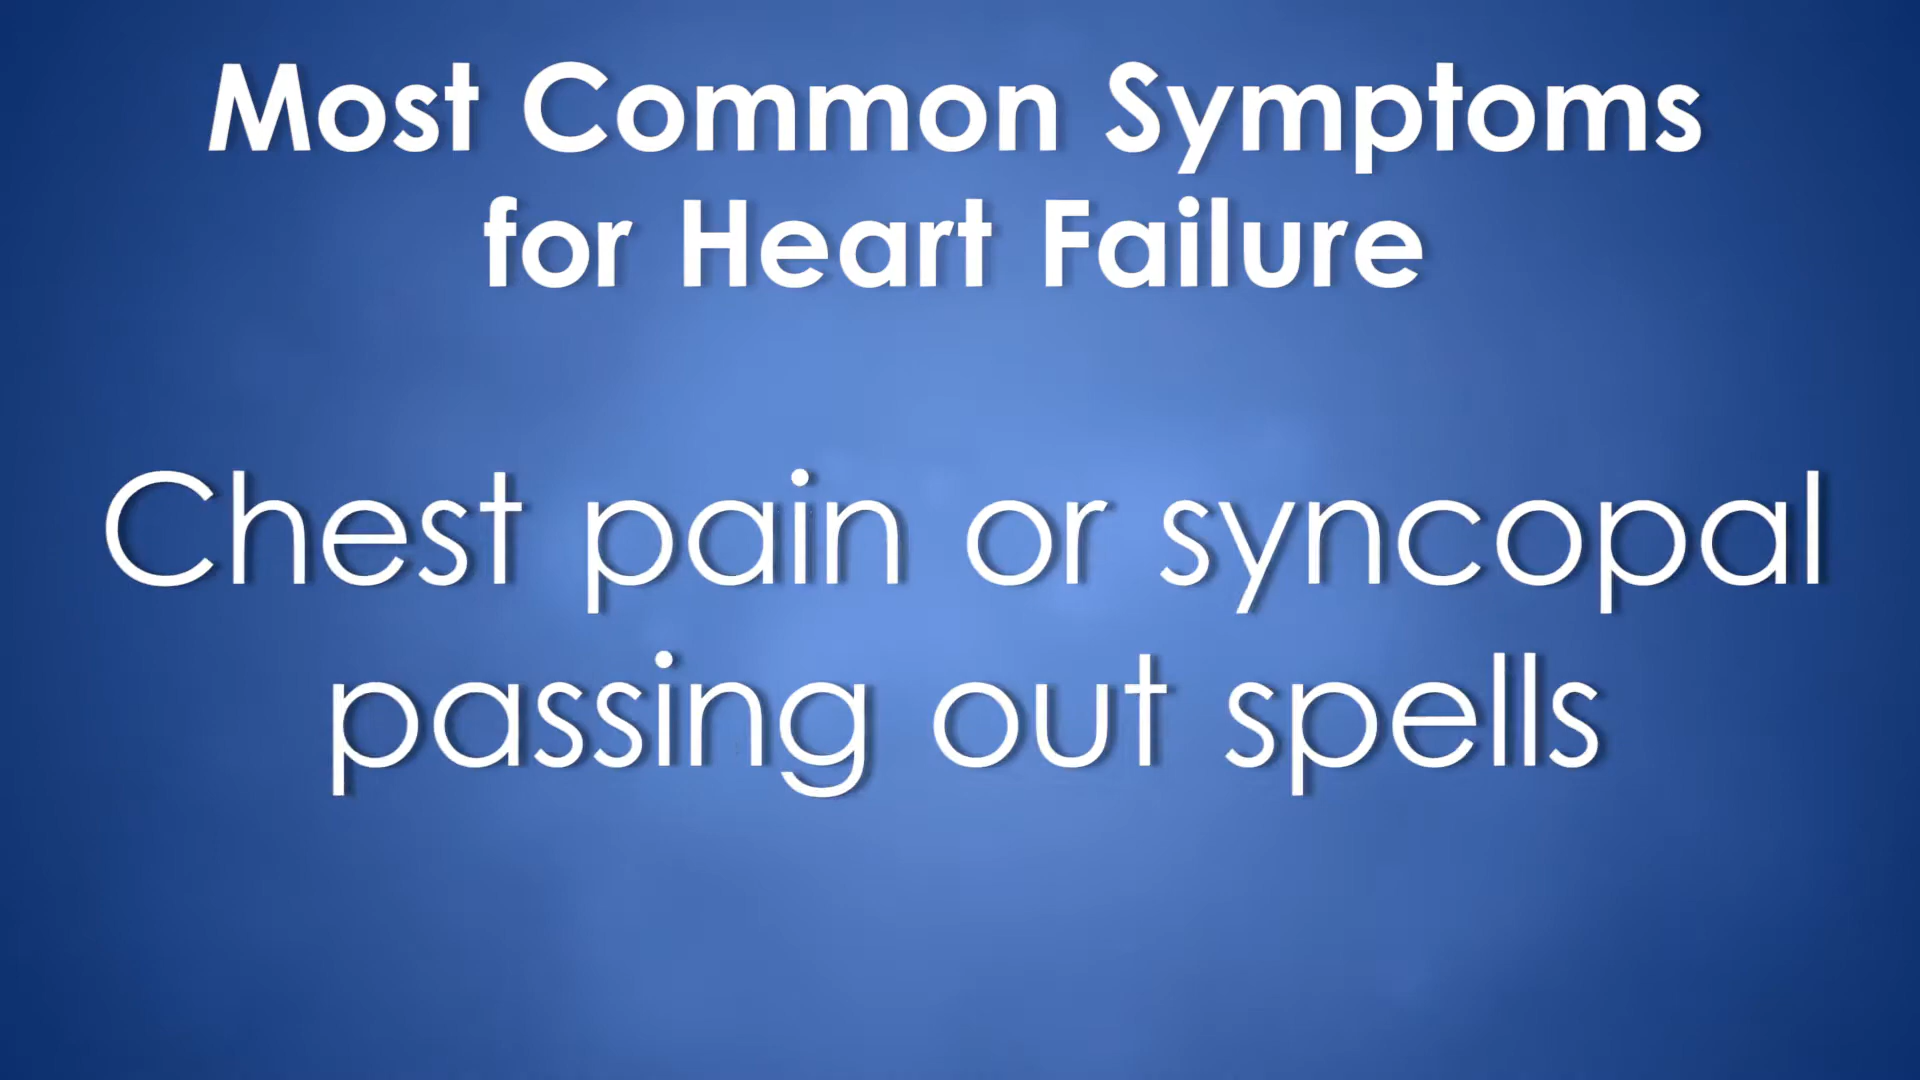 Most Common Symptoms
for Heart Failure
Chest pain or syncopal
passing out spells